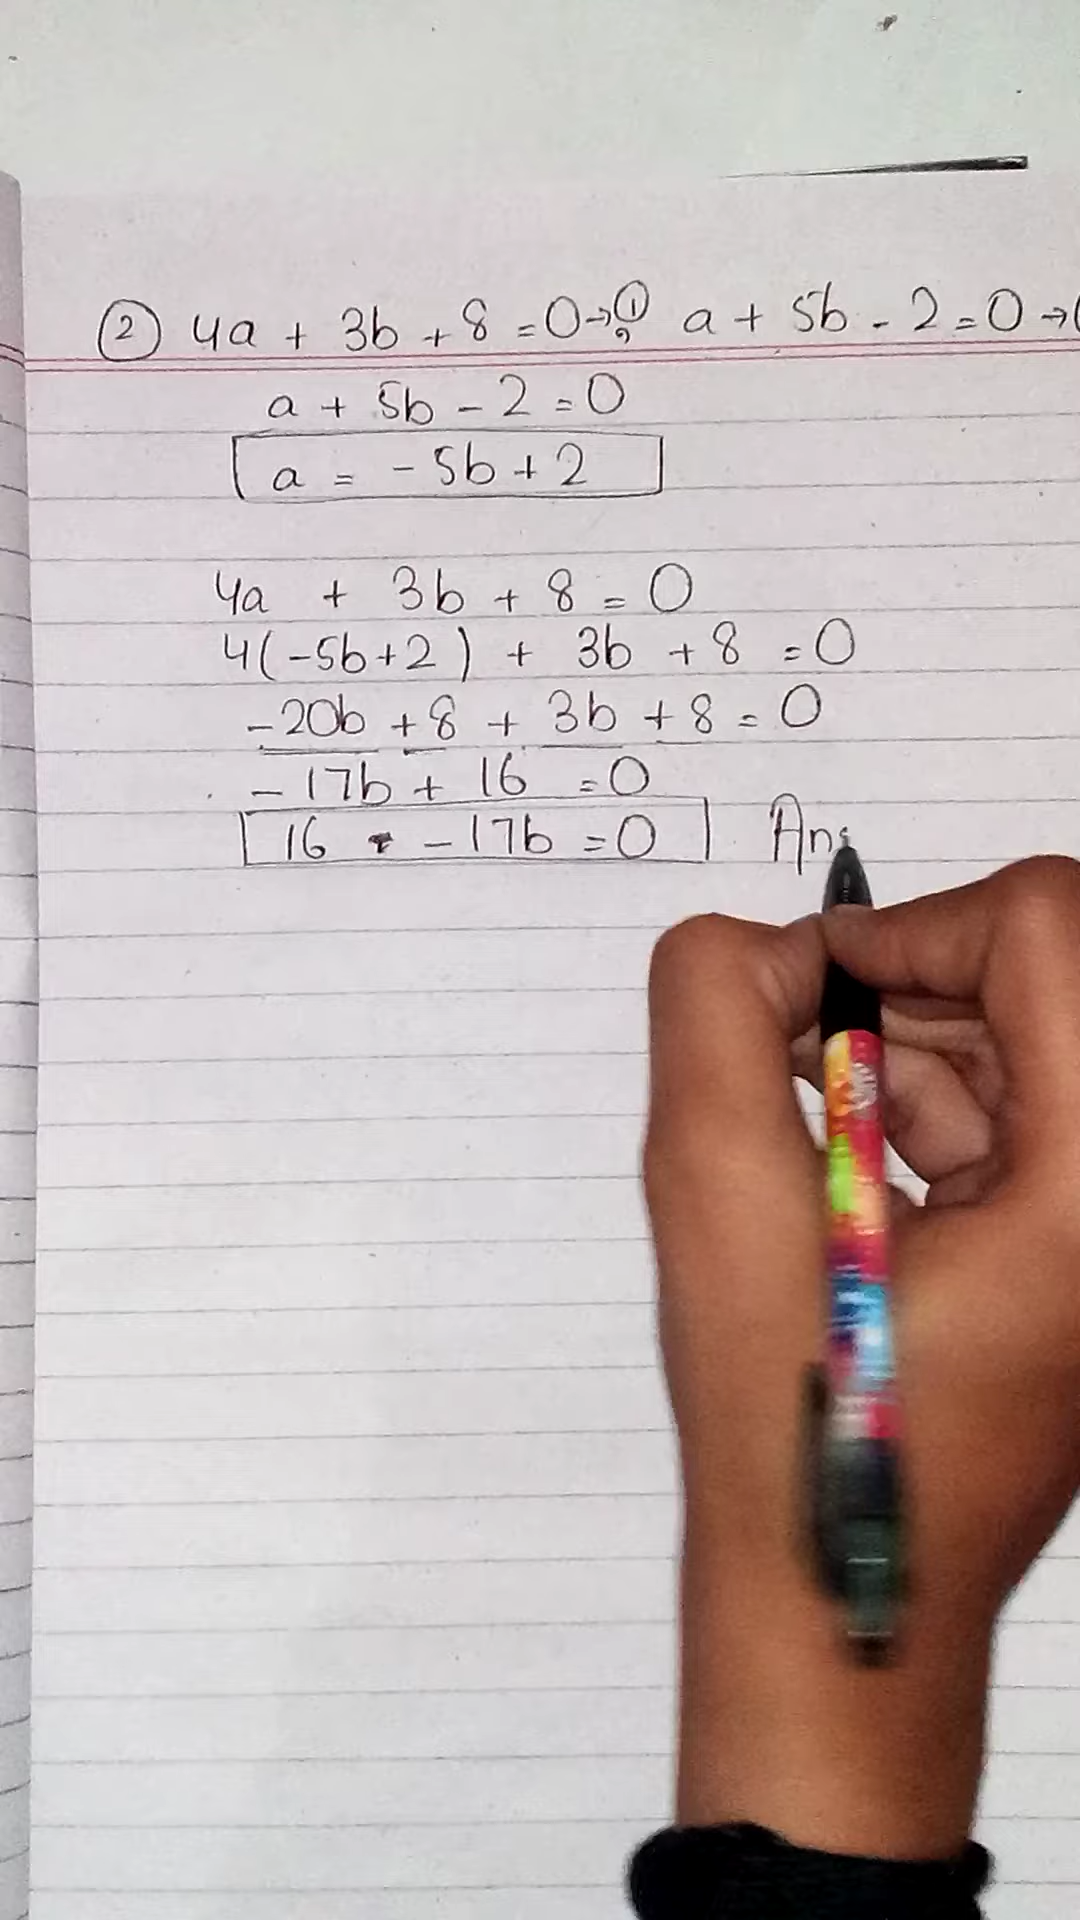 ② 4a + 3b + 8 = 0 → ①, a + 5b - 2 = 0 →
a + 5b - 2 = 0
a = - 5b + 2
4a + 3b + 8 = 0
4(-5b+2) + 3b + 8 = 0
-20b + 8 + 3b + 8 = 0
- 17b + 16 = 0
16 - 17b = 0 Ans